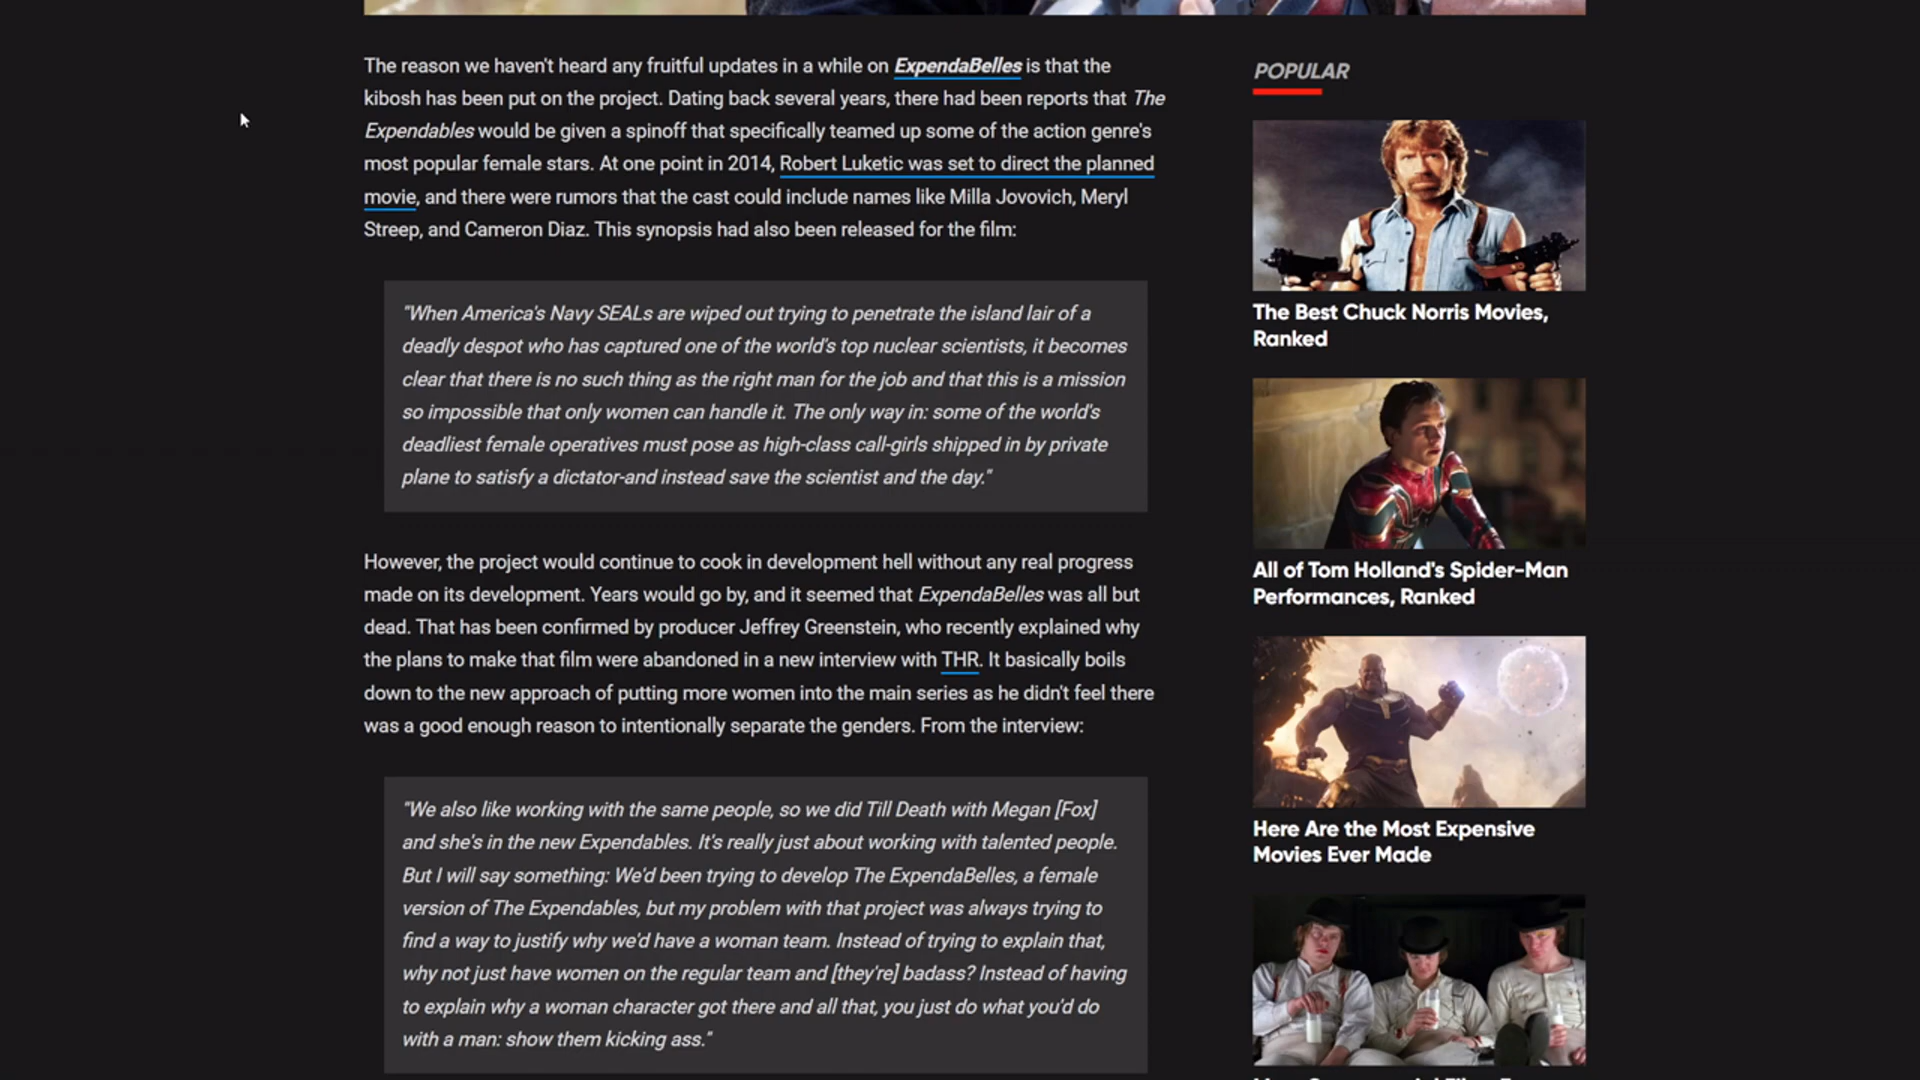 The reason we haven't heard any fruitful updates in a while on ExpendaBelles is that the
kibosh has been put on the project. Dating back several years, there had been reports that The
Expendables would be given a spinoff that specifically teamed up some of the action genre's
most popular female stars. At one point in 2014, Robert Luketic was set to direct the planned
movie, and there were rumors that the cast could include names like Milla Jovovich, Meryl
Streep, and Cameron Diaz. This synopsis had also been released for the film:
"When America's Navy SEALs are wiped out trying to penetrate the island lair of a
deadly despot who has captured one of the world's top nuclear scientists, it becomes
clear that there is no such thing as the right man for the job and that this is a mission
so impossible that only women can handle it. The only way in: some of the world's
deadliest female operatives must pose as high-class call-girls shipped in by private
plane to satisfy a dictator-and instead save the scientist and the day."
However, the project would continue to cook in development hell without any real progress
made on its development. Years would go by, and it seemed that ExpendaBelles was all but
dead. That has been confirmed by producer Jeffrey Greenstein, who recently explained why
the plans to make that film were abandoned in a new interview with THR. It basically boils
down to the new approach of putting more women into the main series as he didn't feel there
was a good enough reason to intentionally separate the genders. From the interview:
"We also like working with the same people, so we did Till Death with Megan [Fox]
and she's in the new Expendables. It's really just about working with talented people.
But I will say something: We'd been trying to develop The ExpendaBelles, a female
version of The Expendables, but my problem with that project was always trying to
find a way to justify why we'd have a woman team. Instead of trying to explain that,
why not just have women on the regular team and [they're] badass? Instead of having
to explain why a woman character got there and all that, you just do what you'd do
with a man: show them kicking ass."
POPULAR
The Best Chuck Norris Movies,
Ranked
All of Tom Holland's Spider-Man
Performances, Ranked
Here Are the Most Expensive
Movies Ever Made